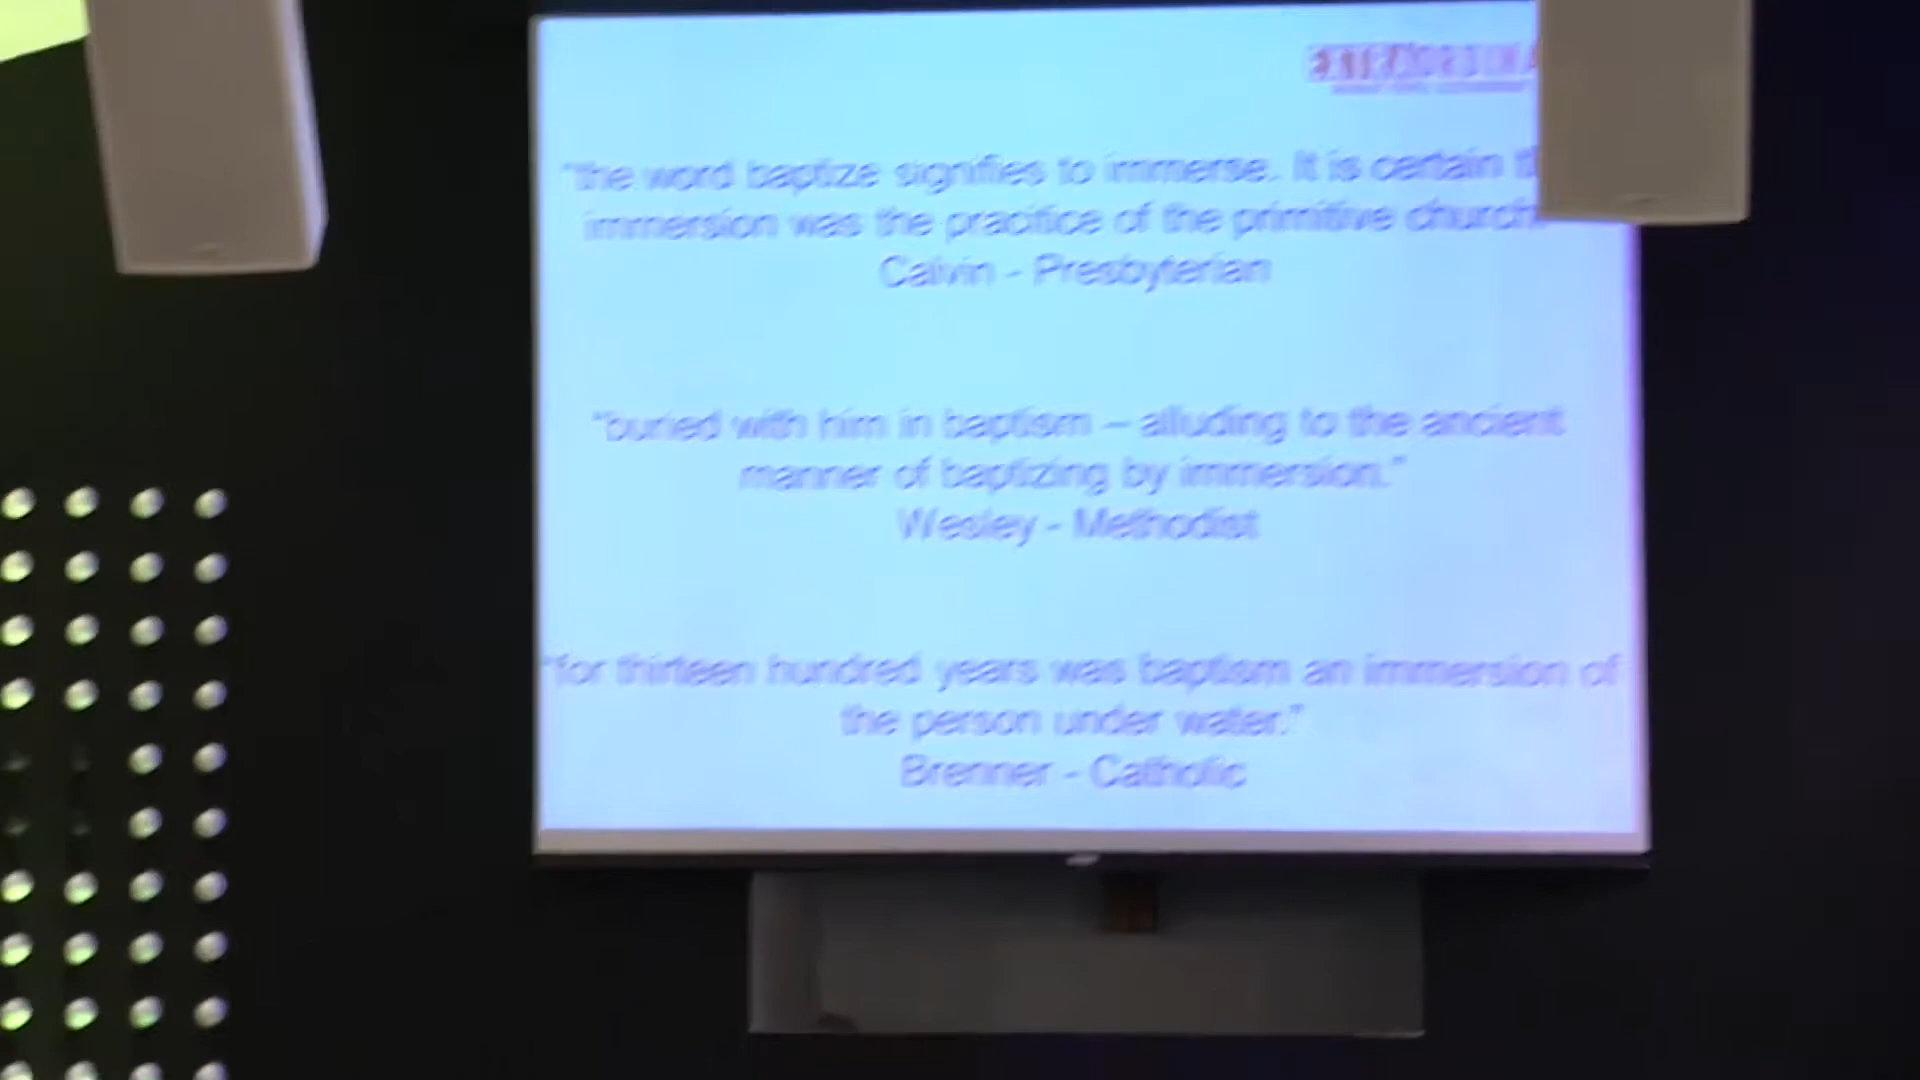 "the word baptize signifies to immerse. It is certain
immersion was the pracitice of the primitive church.
Calvin - Presbyterian
"buried with him in baptism – alluding to the ancient
manner of baptizing by immersion."
Wesley - Methodist
"for thirteen hundred years was baptism an immersion of
the person under water."
Brenner - Catholic